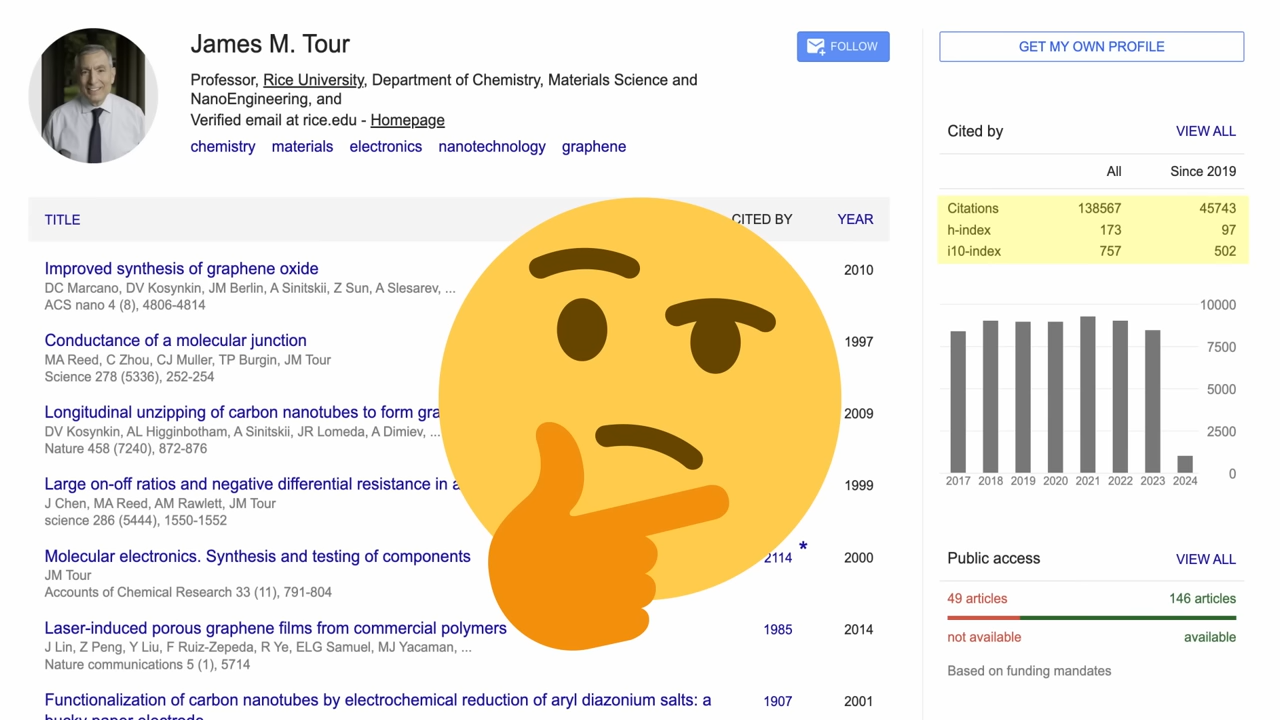 James M. Tour
FOLLOW
Professor, Rice University, Department of Chemistry, Materials Science and
NanoEngineering, and
Verified email at rice.edu - Homepage
chemistry materials electronics nanotechnology graphene
TITLE CITED BY YEAR
Improved synthesis of graphene oxide 2010
DC Marcano, DV Kosynkin, JM Berlin, A Sinitskii, Z Sun, A Slesarev, ...
ACS nano 4 (8), 4806-4814
Conductance of a molecular junction 1997
MA Reed, C Zhou, CJ Muller, TP Burgin, JM Tour
Science 278 (5336), 252-254
Longitudinal unzipping of carbon nanotubes to form 2009
DV Kosynkin, AL Higginbotham, A Sinitskii, JR Lomeda, A Dimiev, ...
Nature 458 (7240), 872-876
Large on-off ratios and negative differential resistance in 1999
J Chen, MA Reed, AM Rawlett, JM Tour
science 286 (5444), 1550-1552
Molecular electronics. Synthesis and testing of components 2114 * 2000
JM Tour
Accounts of Chemical Research 33 (11), 791-804
Laser-induced porous graphene films from commercial polymers 1985 2014
J Lin, Z Peng, Y Liu, F Ruiz-Zepeda, R Ye, ELG Samuel, MJ Yacaman, ...
Nature communications 5 (1), 5714
Functionalization of carbon nanotubes by electrochemical reduction of aryl diazonium salts: a 1907 2001
bucky paper electrode
GET MY OWN PROFILE
Cited by VIEW ALL
All Since 2019
Citations 138567 45743
h-index 173 97
i10-index 757 502
10000
7500
5000
2500
0
2017 2018 2019 2020 2021 2022 2023 2024
Public access VIEW ALL
49 articles 146 articles
not available available
Based on funding mandates